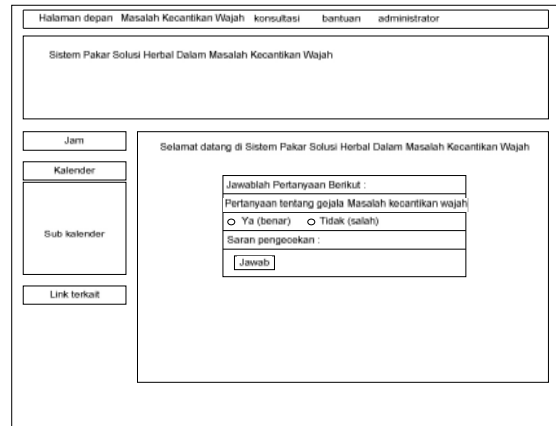 Halaman depan Masalah Kecantikan Wajah konsultasi bantuan administrator
Sistem Pakar Solusi Herbal Dalam Masalah Kecantikan Wajah
Jam
Kalender
Sub kalender
Link terkait
Selamat datang di Sistem Pakar Solusi Herbal Dalam Masalah Kecantikan Wajah
Jawablah Pertanyaan Berikut :
Pertanyaan tentang gejala Masalah kecantikan wajah
Ya (benar) Tidak (salah)
Saran pengecekan :
Jawab